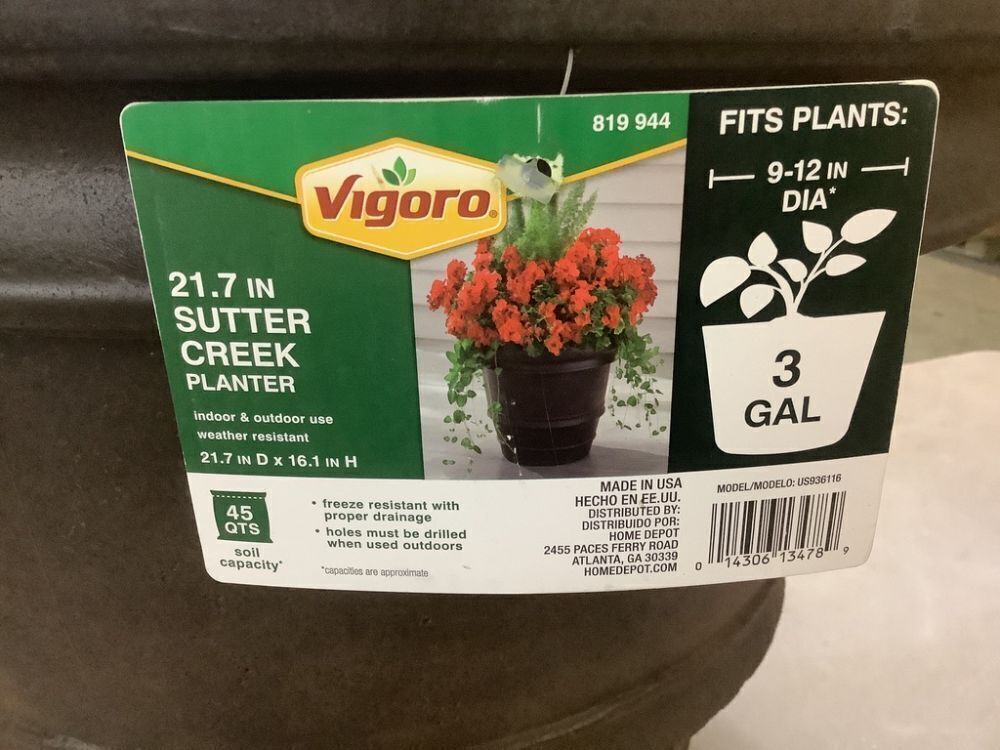 819 944
Vigoro®
21.7 IN
SUTTER
CREEK
PLANTER
indoor & outdoor use
weather resistant
21.7 IN D x 16.1 IN H
FITS PLANTS:
9-12 IN
DIA*
3
GAL
45
QTS
soil
capacity*
• freeze resistant with
proper drainage
• holes must be drilled
when used outdoors
*capacities are approximate
MADE IN USA
HECHO EN EE.UU.
DISTRIBUTED BY:
DISTRIBUIDO POR:
HOME DEPOT
2455 PACES FERRY ROAD
ATLANTA, GA 30339
HOMEDEPOT.COM
MODEL/MODELO: US936116
0 14306 13478 9